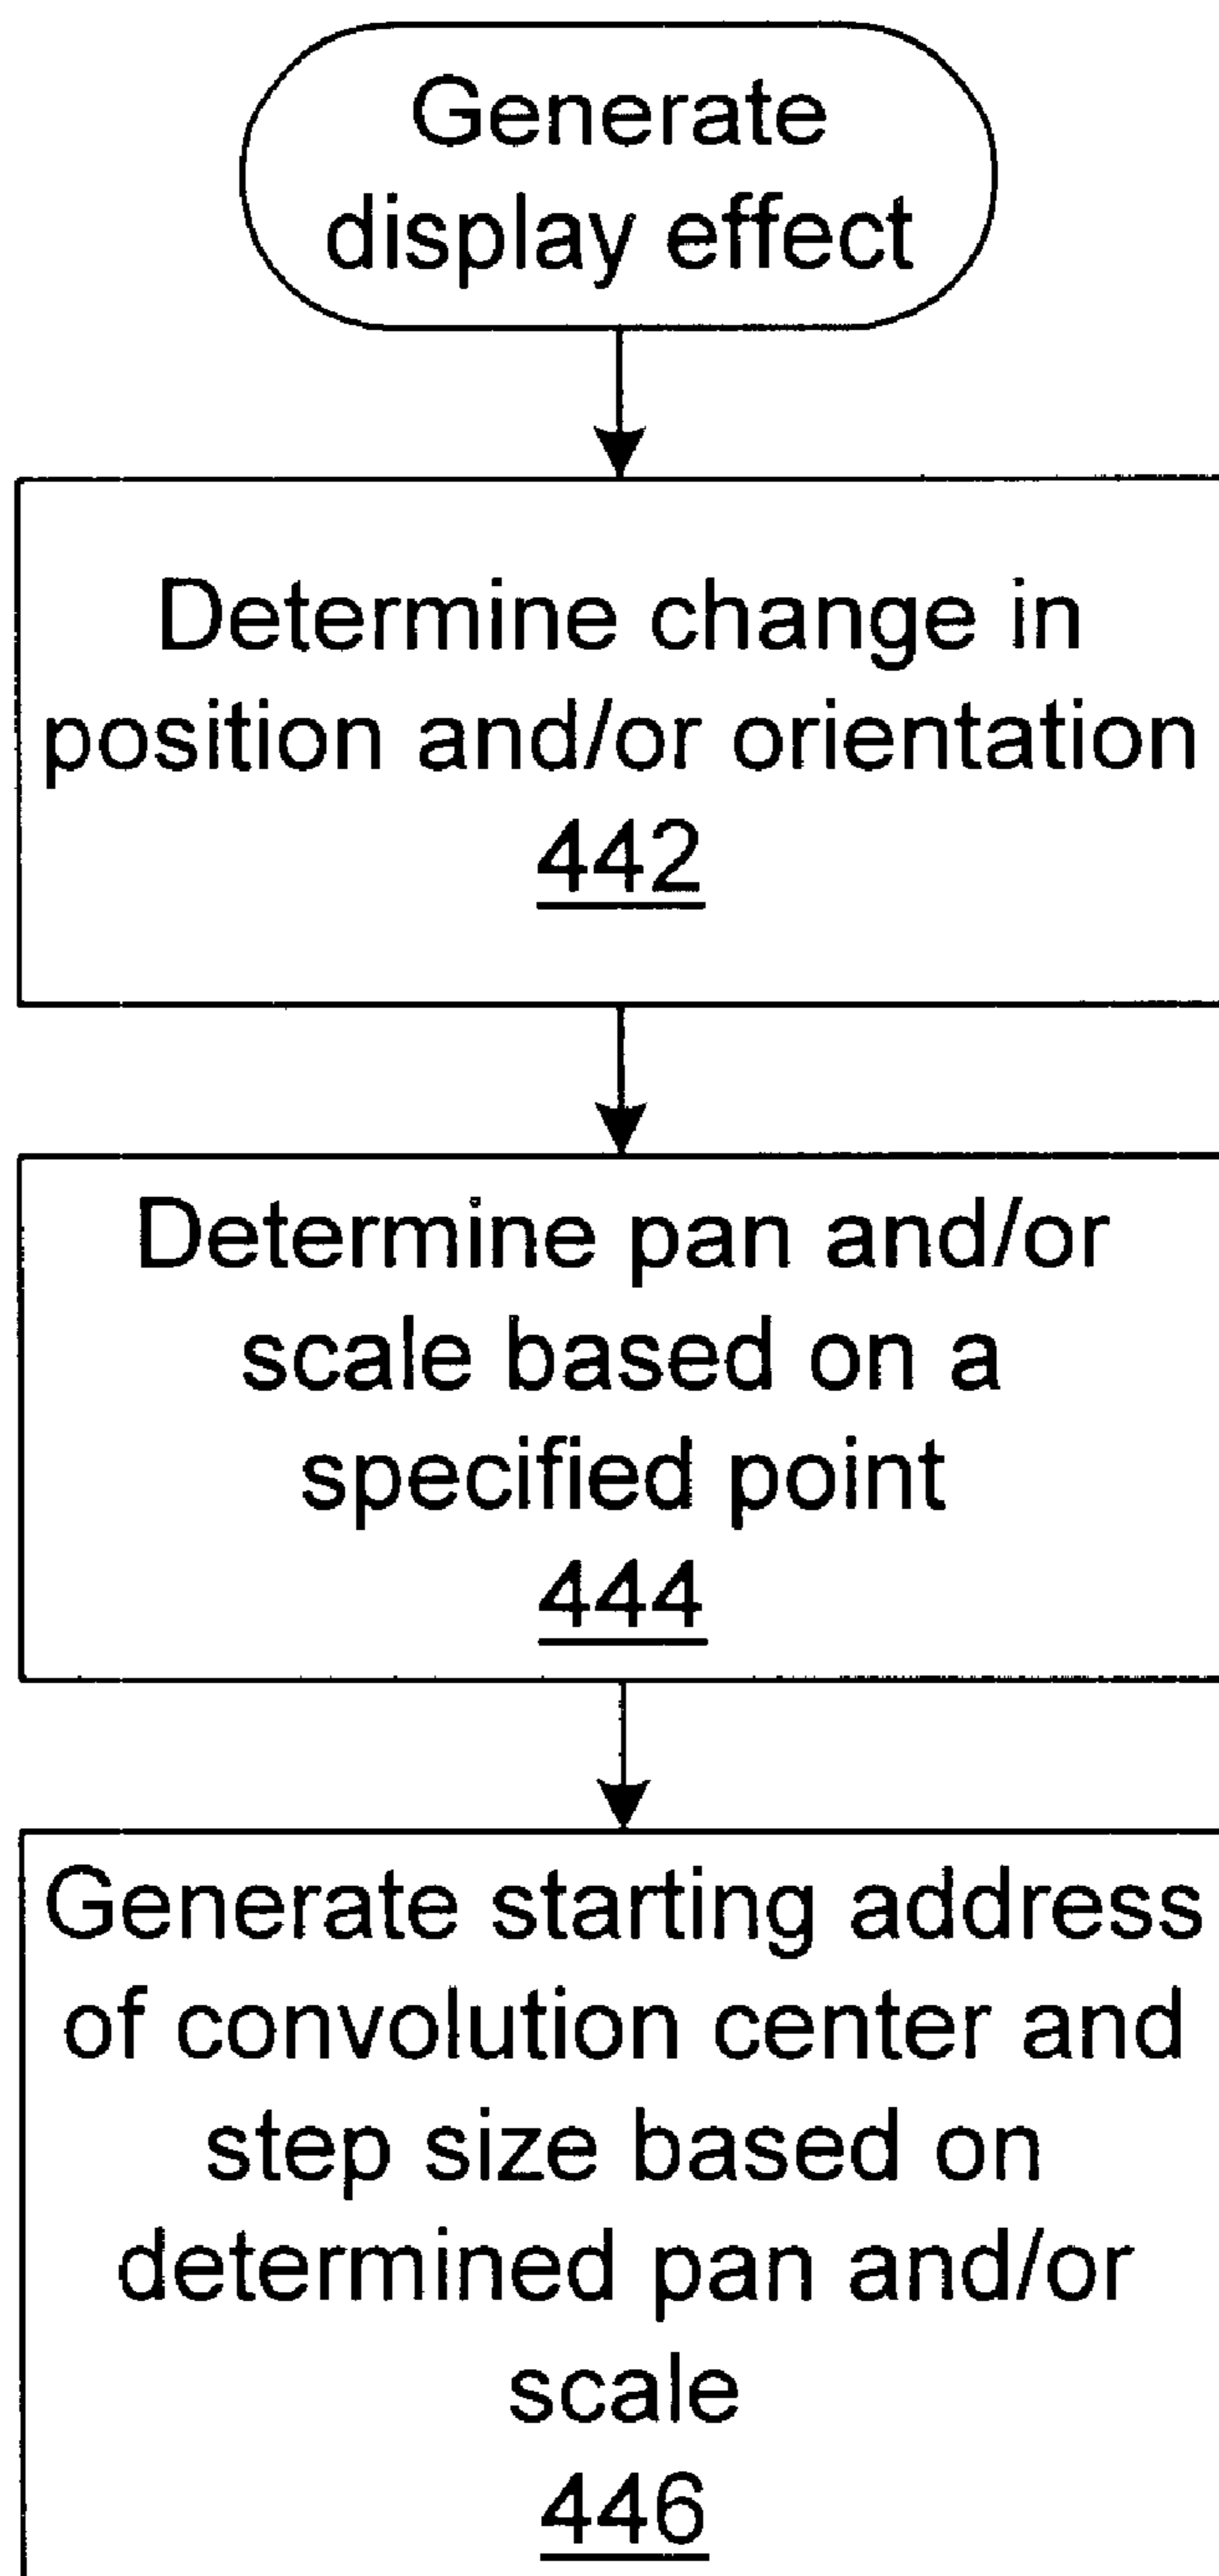 Generate
display effect
Determine change in
position and/or orientation
442
Determine pan and/or
scale based on a
specified point
444
Generate starting address
of convolution center and
step size based on
determined pan and/or
scale
446